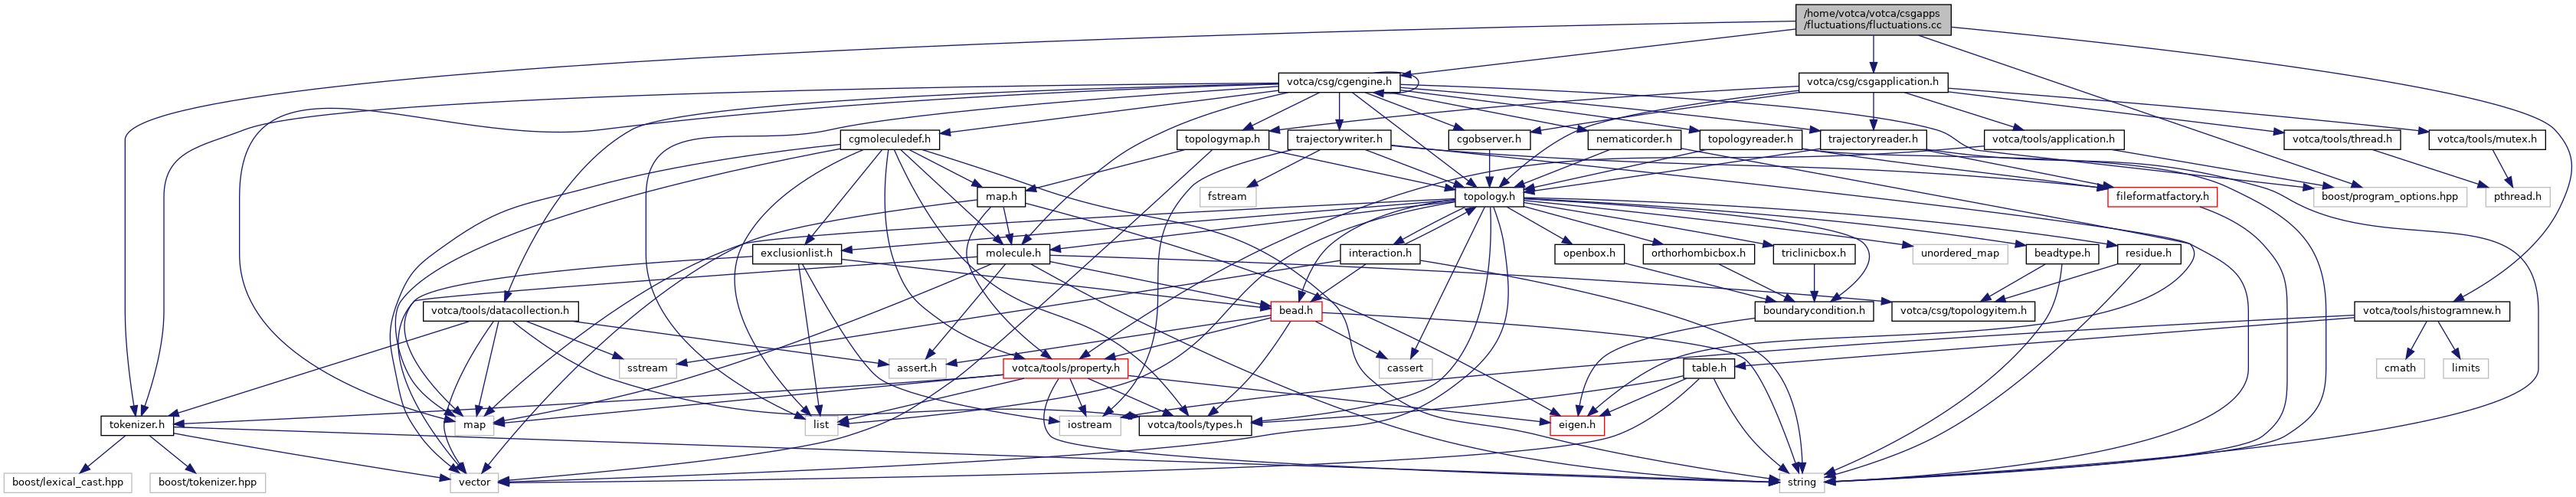 /home/votca/votca/csgapps
/fluctuations/fluctuations.cc
votca/csg/cgengine.h
votca/csg/csgapplication.h
cgmoleculedef.h
topologymap.h
trajectorywriter.h
cgobserver.h
nematicorder.h
topologyreader.h
trajectoryreader.h
votca/tools/application.h
votca/tools/thread.h
votca/tools/mutex.h
map.h
fstream
topology.h
fileformatfactory.h
boost/program_options.hpp
pthread.h
exclusionlist.h
molecule.h
interaction.h
openbox.h
orthorhombicbox.h
triclinicbox.h
unordered_map
beadtype.h
residue.h
votca/tools/datacollection.h
bead.h
boundarycondition.h
votca/csg/topologyitem.h
votca/tools/histogramnew.h
sstream
assert.h
votca/tools/property.h
cassert
table.h
cmath
limits
tokenizer.h
map
list
iostream
votca/tools/types.h
eigen.h
boost/lexical_cast.hpp
boost/tokenizer.hpp
vector
string